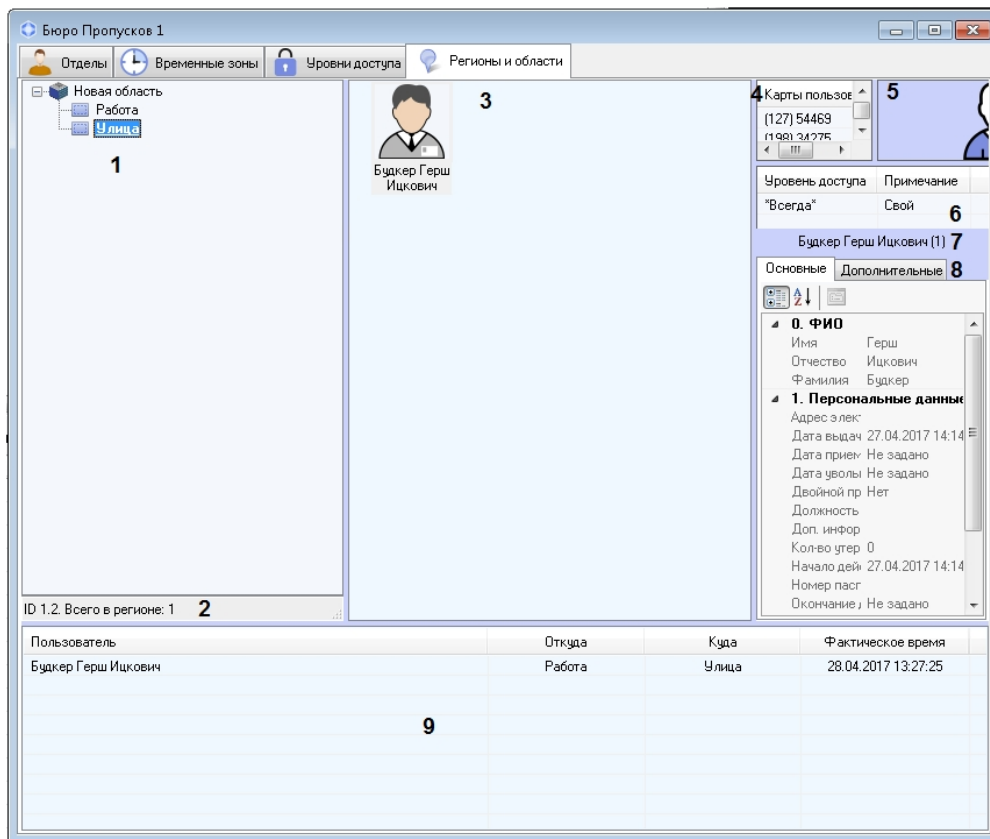 Бюро Пропусков 1
Отделы Временные зоны Уровни доступа Регионы и области
Новая область
Работа
Улица
1
ID 1.2. Всего в регионе: 1 2
3
Будкер Герш
Ицкович
4 Карты пользов
(127) 54469
(198) 34275
5
Уровень доступа Примечание
"Всегда" Свой 6
Будкер Герш Ицкович (1) 7
Основные Дополнительные 8
0. ФИО
Имя Герш
Отчество Ицкович
Фамилия Будкер
1. Персональные данные
Адрес элек
Дата выдач 27.04.2017 14:14
Дата прием Не задано
Дата уволь Не задано
Двойной пр Нет
Должность
Доп. инфор
Кол-во утер 0
Начало дей 27.04.2017 14:14
Номер пасп
Окончание Не задано
Пользователь Откуда Куда Фактическое время
Будкер Герш Ицкович Работа Улица 28.04.2017 13:27:25
9